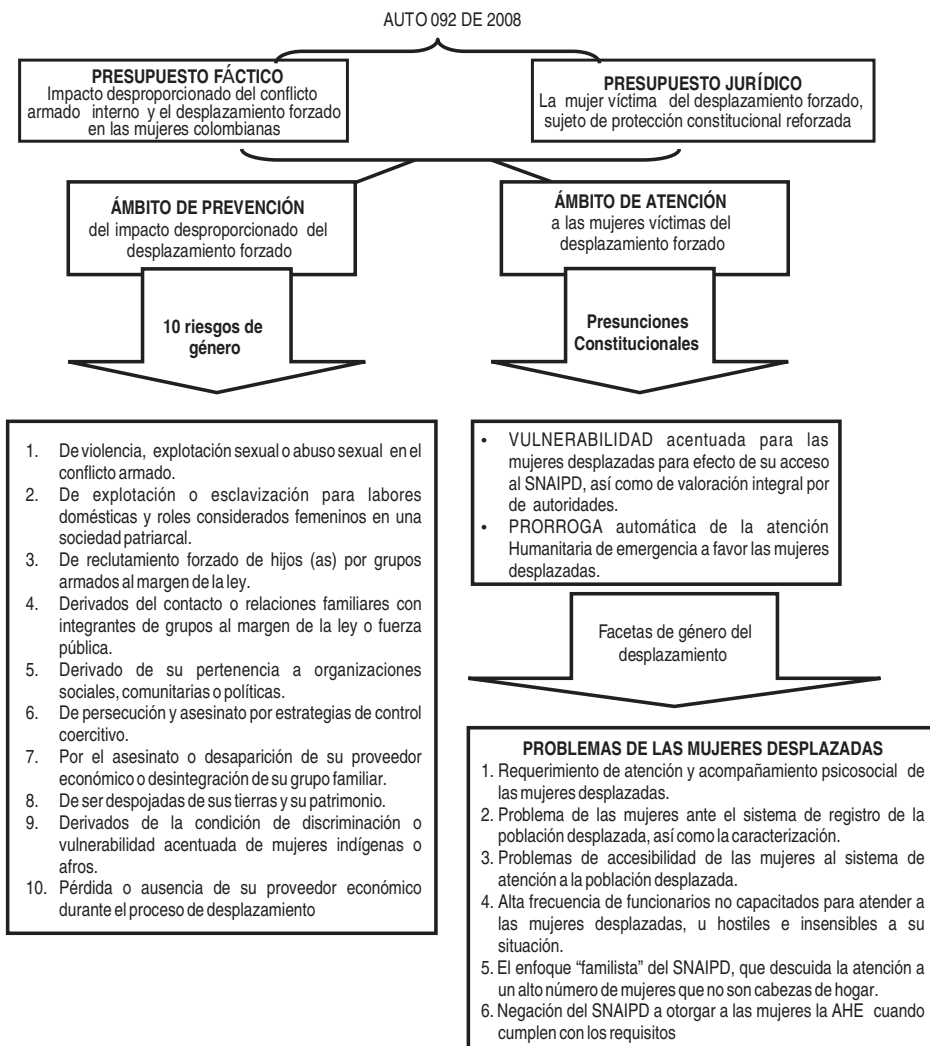 AUTO 092 DE 2008
PRESUPUESTO FÁCTICO
Impacto desproporcionado del conflicto
armado interno y el desplazamiento forzado
en las mujeres colombianas
PRESUPUESTO JURÍDICO
La mujer víctima del desplazamiento forzado,
sujeto de protección constitucional reforzada
ÁMBITO DE PREVENCIÓN
del impacto desproporcionado del
desplazamiento forzado
ÁMBITO DE ATENCIÓN
a las mujeres víctimas del
desplazamiento forzado
10 riesgos de
género
Presunciones
Constitucionales
1. De violencia, explotación sexual o abuso sexual en el
conflicto armado.
2. De explotación o esclavización para labores
domésticas y roles considerados femeninos en una
sociedad patriarcal.
3. De reclutamiento forzado de hijos (as) por grupos
armados al margen de la ley.
4. Derivados del contacto o relaciones familiares con
integrantes de grupos al margen de la ley o fuerza
pública.
5. Derivado de su pertenencia a organizaciones
sociales, comunitarias o políticas.
6. De persecución y asesinato por estrategias de control
coercitivo.
7. Por el asesinato o desaparición de su proveedor
económico o desintegración de su grupo familiar.
8. De ser despojadas de sus tierras y su patrimonio.
9. Derivados de la condición de discriminación o
vulnerabilidad acentuada de mujeres indígenas o
afros.
10. Pérdida o ausencia de su proveedor económico
durante el proceso de desplazamiento
• VULNERABILIDAD acentuada para las
mujeres desplazadas para efecto de su acceso
al SNAIPD, así como de valoración integral por
de autoridades.
• PRORROGA automática de la atención
Humanitaria de emergencia a favor las mujeres
desplazadas.
Facetas de género del
desplazamiento
PROBLEMAS DE LAS MUJERES DESPLAZADAS
1. Requerimiento de atención y acompañamiento psicosocial de
las mujeres desplazadas.
2. Problema de las mujeres ante el sistema de registro de la
población desplazada, así como la caracterización.
3. Problemas de accesibilidad de las mujeres al sistema de
atención a la población desplazada.
4. Alta frecuencia de funcionarios no capacitados para atender a
las mujeres desplazadas, u hostiles e insensibles a su
situación.
5. El enfoque “familista” del SNAIPD, que descuida la atención a
un alto número de mujeres que no son cabezas de hogar.
6. Negación del SNAIPD a otorgar a las mujeres la AHE cuando
cumplen con los requisitos